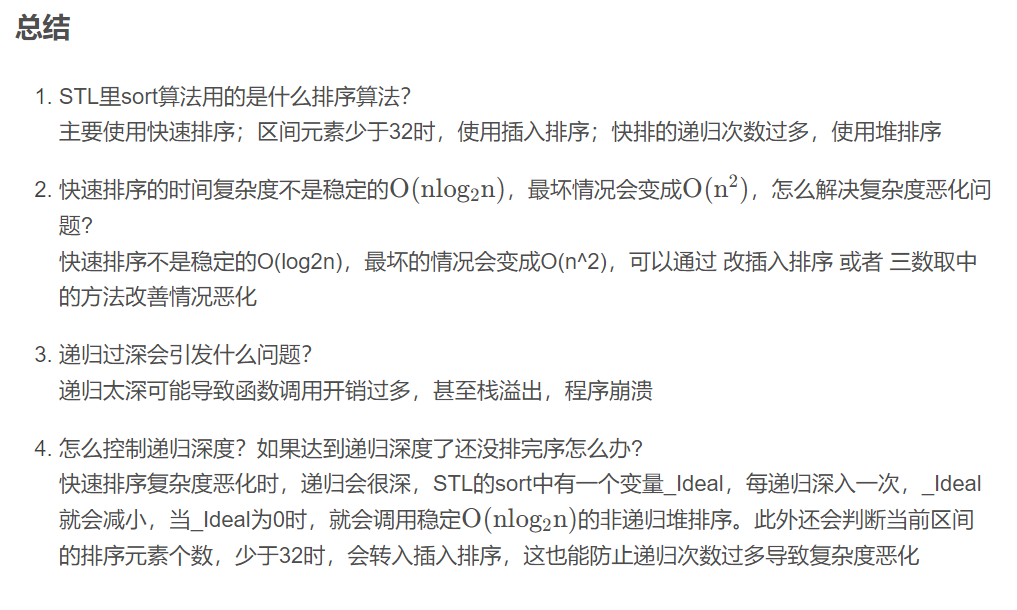 总结
1. STL里sort算法用的是什么排序算法？
主要使用快速排序；区间元素少于32时，使用插入排序；快排的递归次数过多，使用堆排序
2. 快速排序的时间复杂度不是稳定的O(nlog₂n)，最坏情况会变成O(n²)，怎么解决复杂度恶化问
题？
快速排序不是稳定的O(log2n)，最坏的情况会变成O(n^2)，可以通过 改插入排序 或者 三数取中
的方法改善情况恶化
3. 递归过深会引发什么问题？
递归太深可能导致函数调用开销过多，甚至栈溢出，程序崩溃
4. 怎么控制递归深度？如果达到递归深度了还没排完序怎么办？
快速排序复杂度恶化时，递归会很深，STL的sort中有一个变量_Ideal，每递归深入一次，_Ideal
就会减小，当_Ideal为0时，就会调用稳定O(nlog₂n)的非递归堆排序。此外还会判断当前区间
的排序元素个数，少于32时，会转入插入排序，这也能防止递归次数过多导致复杂度恶化